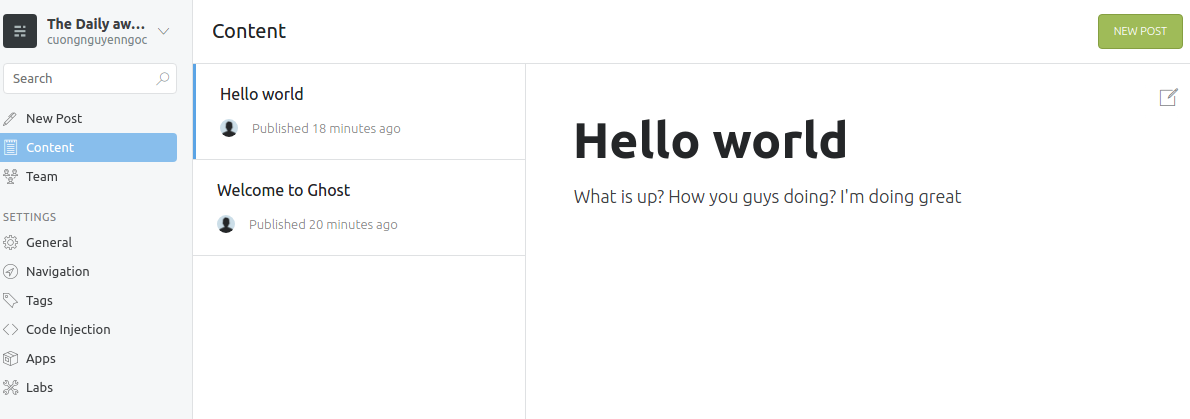 The Daily aw...
cuongnguyenngoc
Search
New Post
Content
Team
SETTINGS
General
Navigation
Tags
Code Injection
Apps
Labs
Content
NEW POST
Hello world
Published 18 minutes ago
Welcome to Ghost
Published 20 minutes ago
Hello world
What is up? How you guys doing? I'm doing great